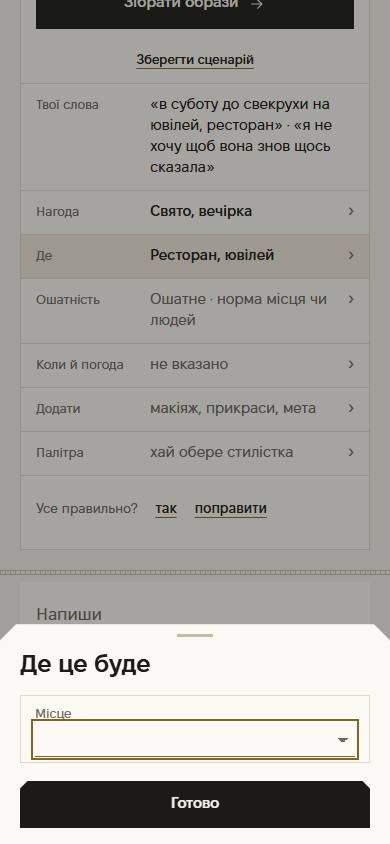 Зібрати образи →
Зберегти сценарій
Твої слова
«в суботу до свекрухи на
ювілей, ресторан» · «я не
хочу щоб вона знов щось
сказала»
Нагода
Свято, вечірка
Де
Ресторан, ювілей
Ошатність
Ошатне · норма місця чи
людей
Коли й погода
не вказано
Додати
макіяж, прикраси, мета
Палітра
хай обере стилістка
Усе правильно? так поправити
Напиши
Де це буде
Місце
Готово